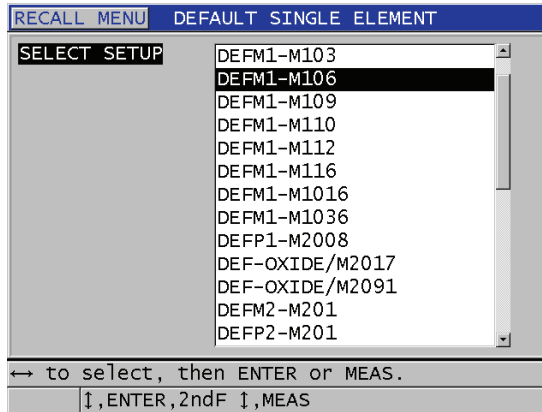 RECALL MENU DEFAULT SINGLE ELEMENT
SELECT SETUP
DEFM1-M103
DEFM1-M106
DEFM1-M109
DEFM1-M110
DEFM1-M112
DEFM1-M116
DEFM1-M1016
DEFM1-M1036
DEFP1-M2008
DEF-OXIDE/M2017
DEF-OXIDE/M2091
DEFM2-M201
DEFP2-M201
↔ to select, then ENTER or MEAS.
↕,ENTER,2ndF ↕,MEAS